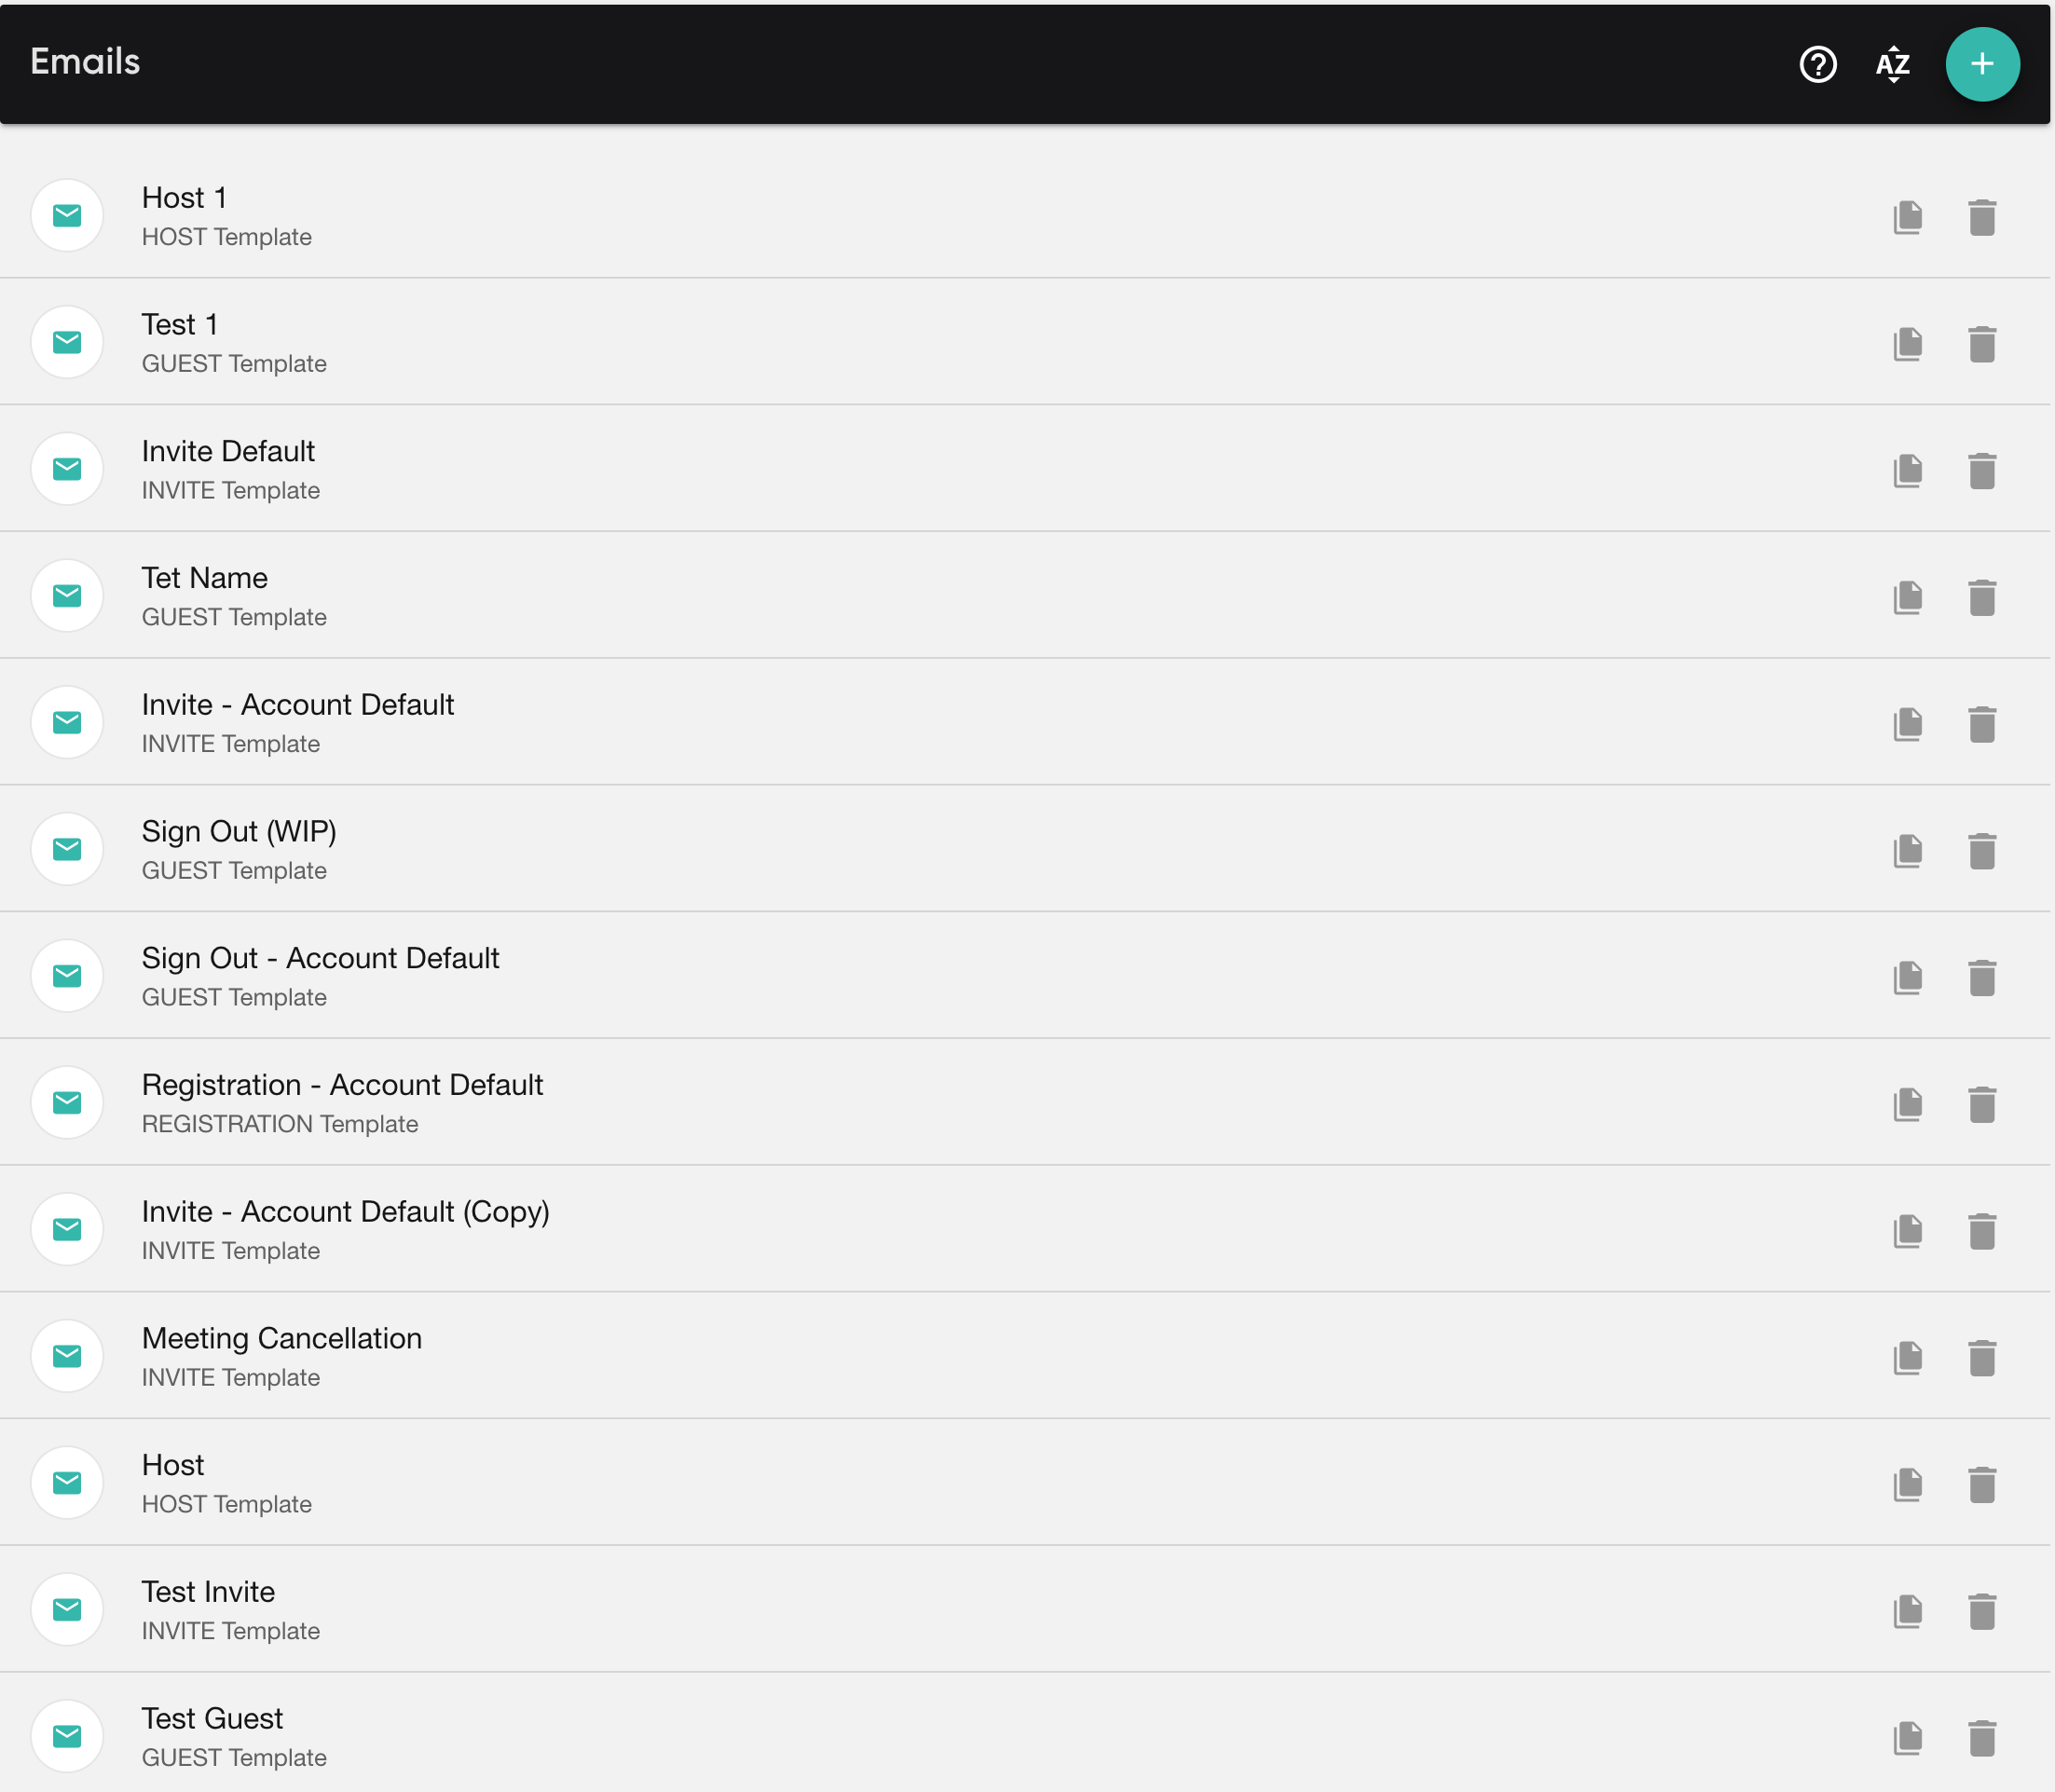 Emails
? AZ +
Host 1
HOST Template
Test 1
GUEST Template
Invite Default
INVITE Template
Tet Name
GUEST Template
Invite - Account Default
INVITE Template
Sign Out (WIP)
GUEST Template
Sign Out - Account Default
GUEST Template
Registration - Account Default
REGISTRATION Template
Invite - Account Default (Copy)
INVITE Template
Meeting Cancellation
INVITE Template
Host
HOST Template
Test Invite
INVITE Template
Test Guest
GUEST Template